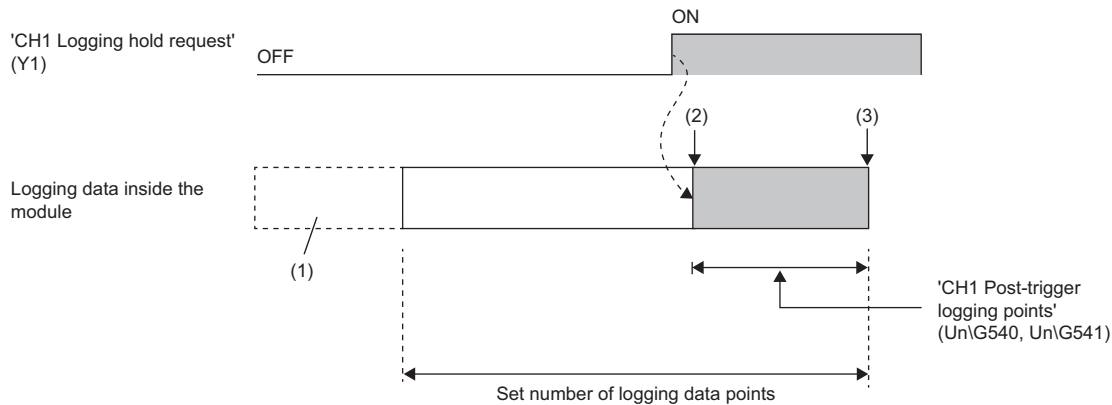 ON
'CH1 Logging hold request'
(Y1)
OFF
(2)
(3)
Logging data inside the
module
(1)
'CH1 Post-trigger
logging points'
(Un\G540, Un\G541)
Set number of logging data points